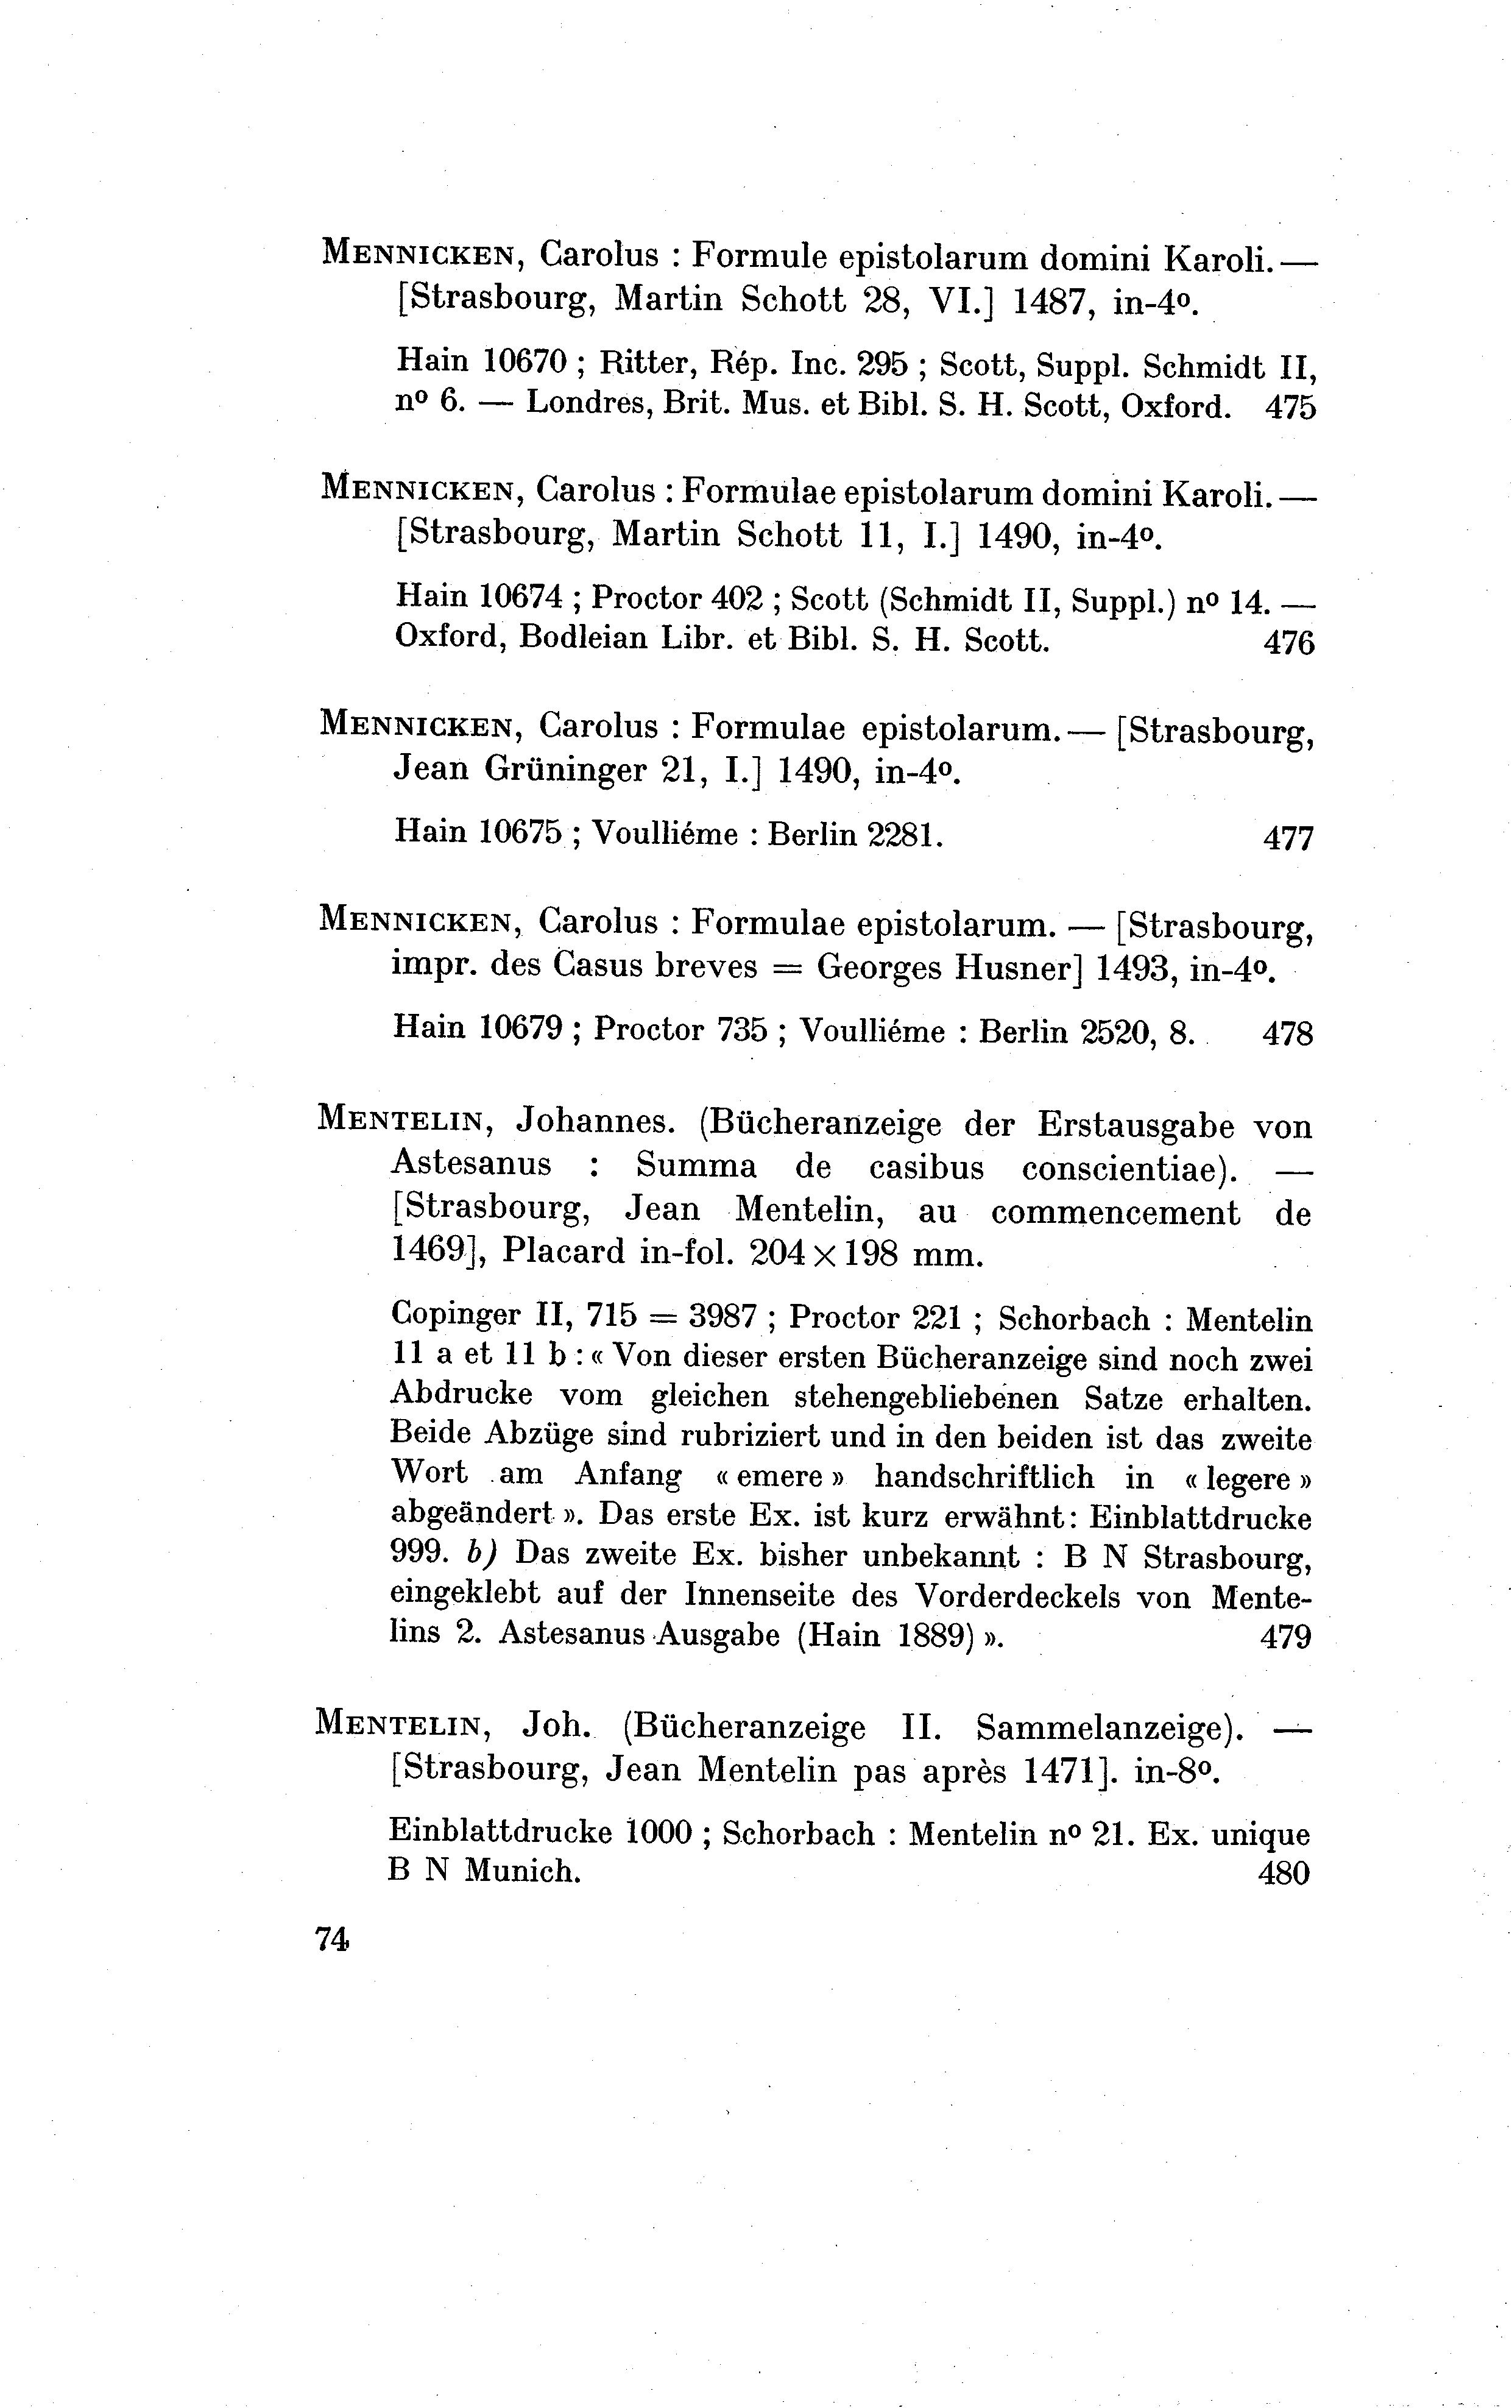 MENNICKEN, Carolus : Formule epistolarum domini Karoli. —
[Strasbourg, Martin Schott 28, VI.] 1487, in-4º.
Hain 10670 ; Ritter, Rép. Inc. 295 ; Scott, Suppl. Schmidt II,
nº 6. — Londres, Brit. Mus. et Bibl. S. H. Scott, Oxford. 475
MENNICKEN, Carolus : Formulae epistolarum domini Karoli. —
[Strasbourg, Martin Schott 11, I.] 1490, in-4º.
Hain 10674 ; Proctor 402 ; Scott (Schmidt II, Suppl.) nº 14. —
Oxford, Bodleian Libr. et Bibl. S. H. Scott. 476
MENNICKEN, Carolus : Formulae epistolarum. — [Strasbourg,
Jean Grüninger 21, I.] 1490, in-4º.
Hain 10675 ; Voulliéme : Berlin 2281. 477
MENNICKEN, Carolus : Formulae epistolarum. — [Strasbourg,
impr. des Casus breves = Georges Husner] 1493, in-4º.
Hain 10679 ; Proctor 735 ; Voulliéme : Berlin 2520, 8. 478
MENTELIN, Johannes. (Bücheranzeige der Erstausgabe von
Astesanus : Summa de casibus conscientiae). —
[Strasbourg, Jean Mentelin, au commencement de
1469], Placard in-fol. 204 × 198 mm.
Copinger II, 715 = 3987 ; Proctor 221 ; Schorbach : Mentelin
11 a et 11 b : « Von dieser ersten Bücheranzeige sind noch zwei
Abdrucke vom gleichen stehengebliebenen Satze erhalten.
Beide Abzüge sind rubriziert und in den beiden ist das zweite
Wort am Anfang « emere » handschriftlich in « legere »
abgeändert ». Das erste Ex. ist kurz erwähnt: Einblattdrucke
999. b) Das zweite Ex. bisher unbekannt : B N Strasbourg,
eingeklebt auf der Innenseite des Vorderdeckels von Mente-
lins 2. Astesanus Ausgabe (Hain 1889) ». 479
MENTELIN, Joh. (Bücheranzeige II. Sammelanzeige). —
[Strasbourg, Jean Mentelin pas après 1471]. in-8º.
Einblattdrucke 1000 ; Schorbach : Mentelin nº 21. Ex. unique
B N Munich. 480
74